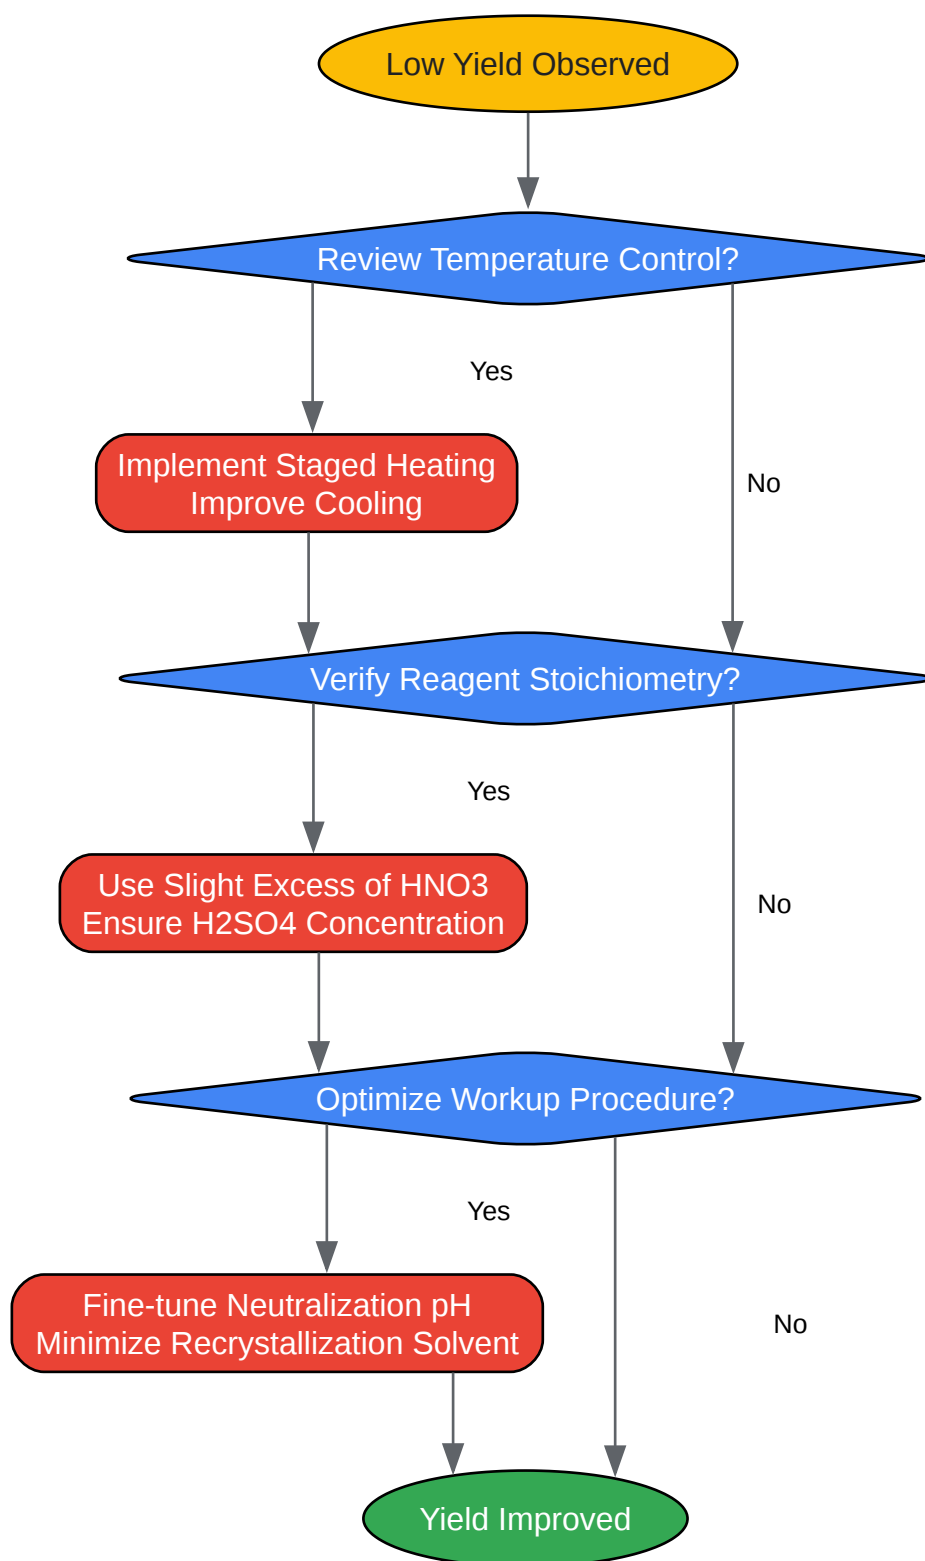 Low Yield Observed
Review Temperature Control?
Yes
Implement Staged Heating
Improve Cooling
No
Verify Reagent Stoichiometry?
Yes
Use Slight Excess of HNO3
Ensure H2SO4 Concentration
No
Optimize Workup Procedure?
Yes
Fine-tune Neutralization pH
Minimize Recrystallization Solvent
No
Yield Improved